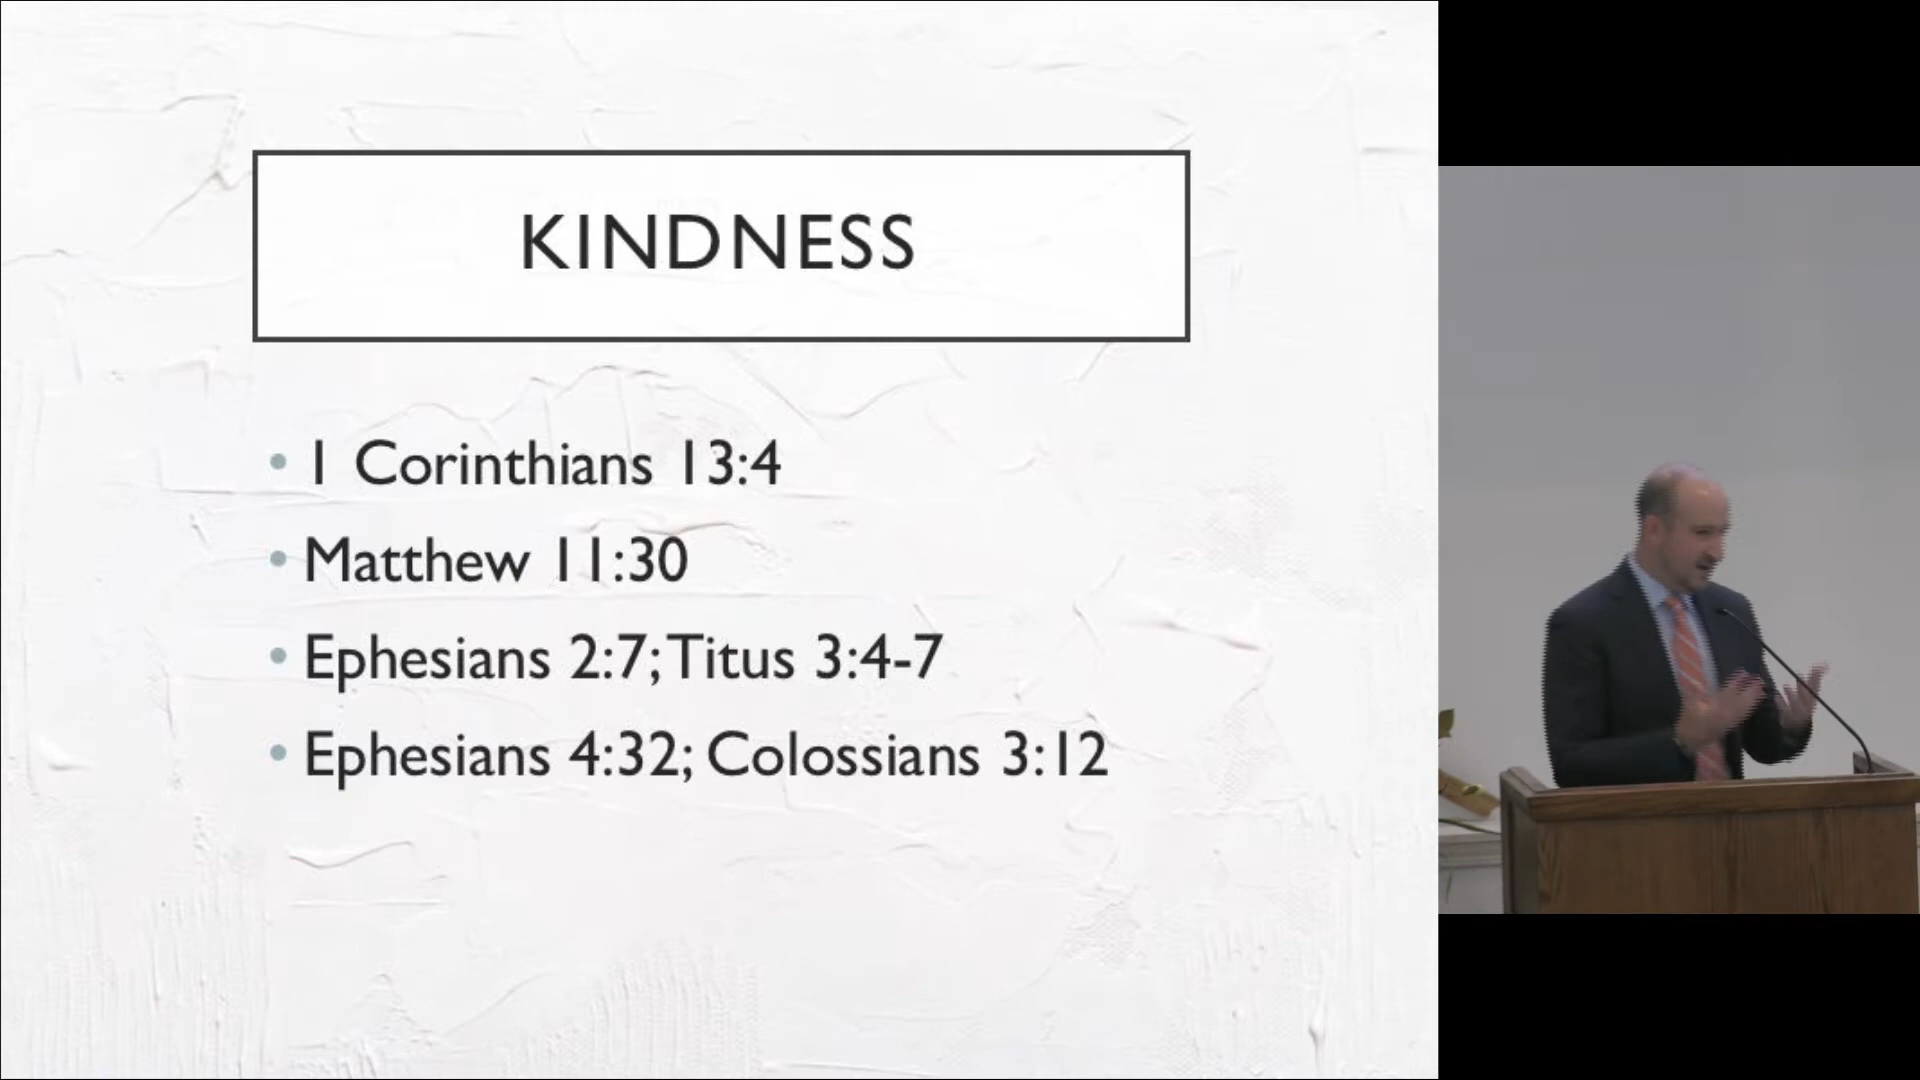 KINDNESS
• 1 Corinthians 13:4
• Matthew 11:30
• Ephesians 2:7; Titus 3:4-7
• Ephesians 4:32; Colossians 3:12